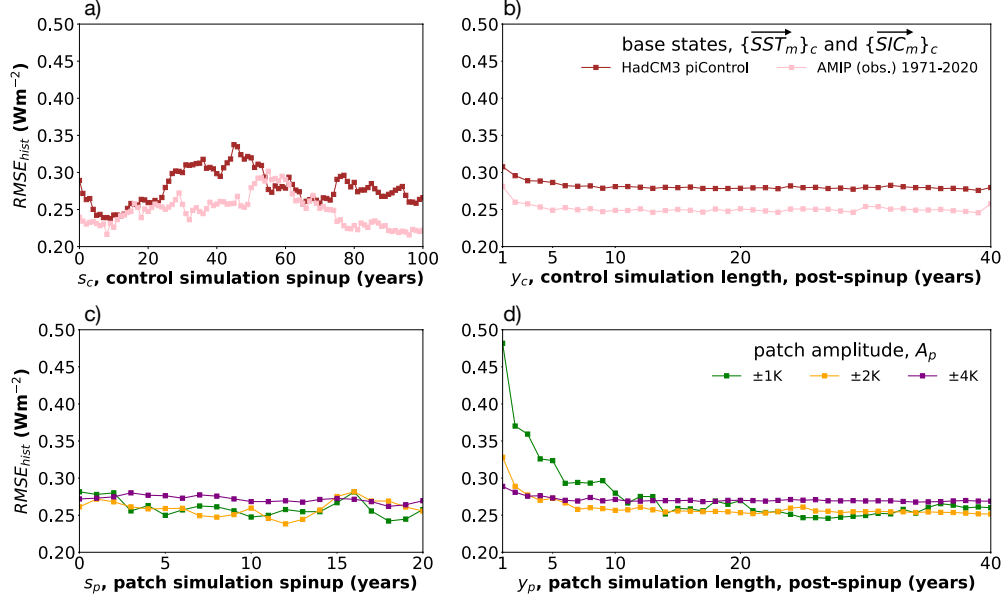 a)
b)
0.50
0.45
0.40
0.35
0.30
0.25
0.20
RMSE_hist (Wm⁻²)
0 20 40 60 80 100
s_c, control simulation spinup (years)
0.50
0.45
0.40
0.35
0.30
0.25
0.20
base states, {SST_m}_c and {SIC_m}_c
HadCM3 piControl
AMIP (obs.) 1971-2020
1 5 10 20 40
y_c, control simulation length, post-spinup (years)
c)
d)
0.50
0.45
0.40
0.35
0.30
0.25
0.20
RMSE_hist (Wm⁻²)
0 5 10 15 20
s_p, patch simulation spinup (years)
0.50
0.45
0.40
0.35
0.30
0.25
0.20
patch amplitude, A_p
±1K
±2K
±4K
1 5 10 20 40
y_p, patch simulation length, post-spinup (years)